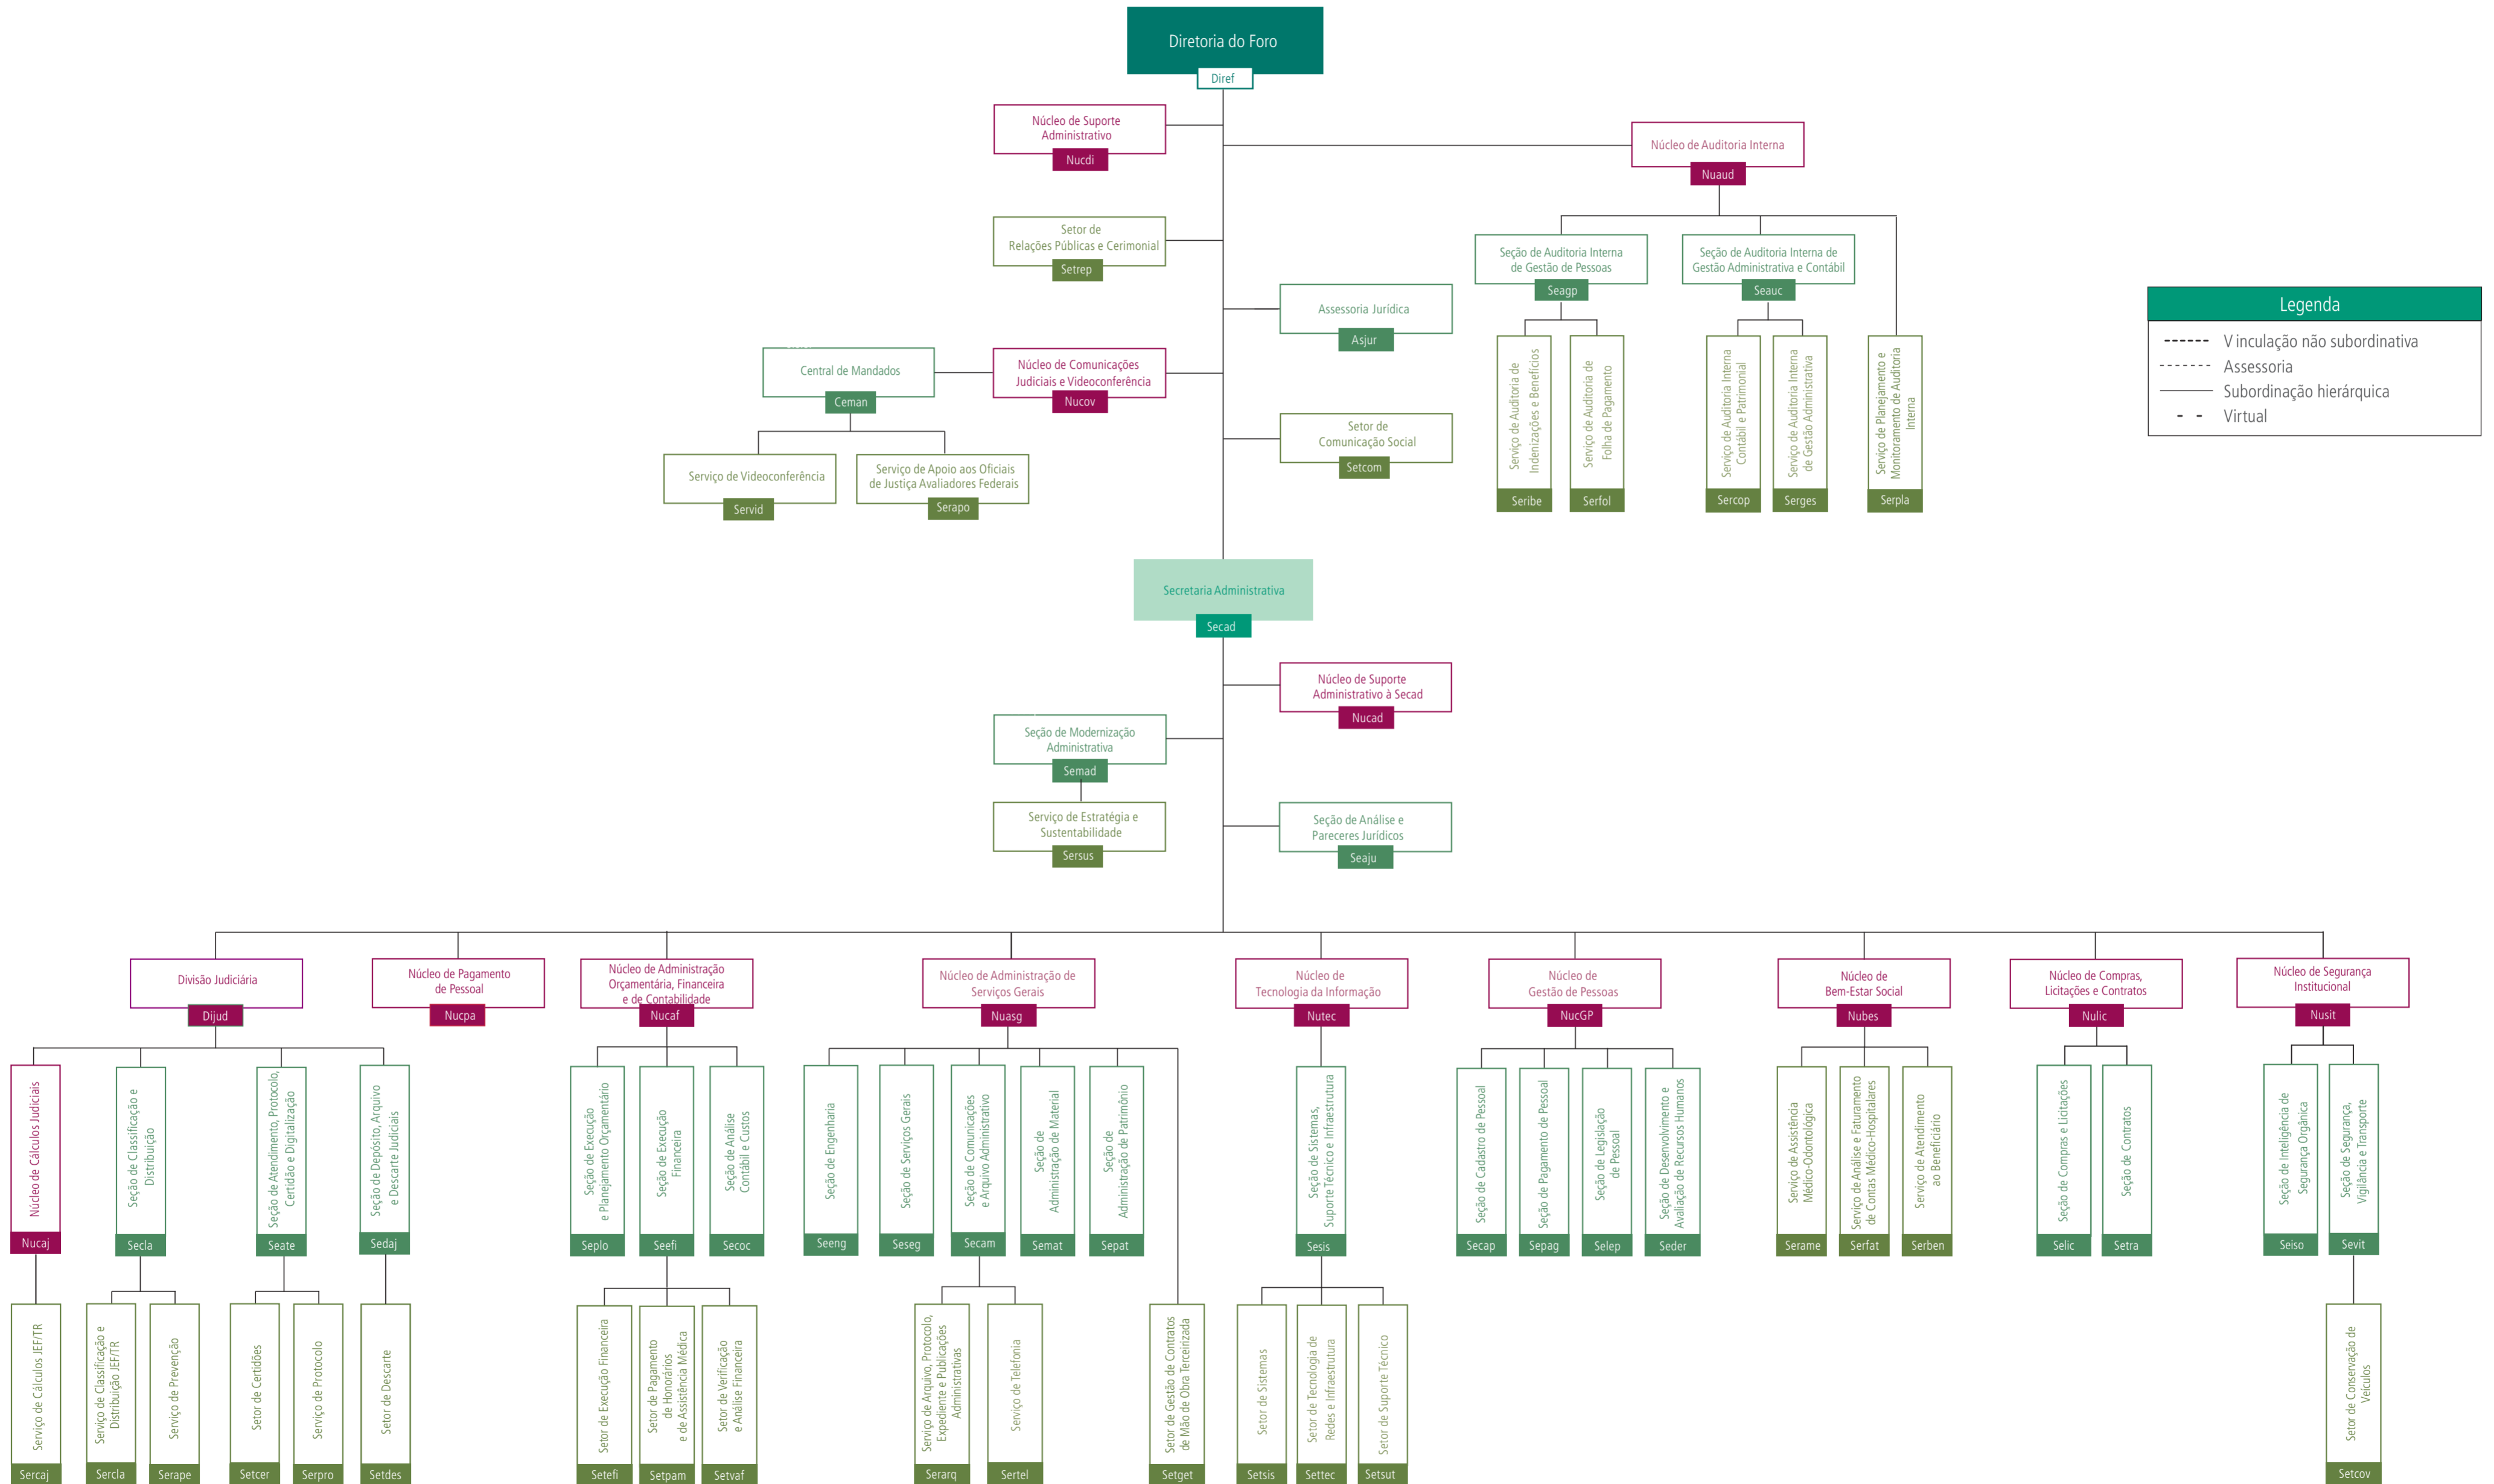 Diretoria do Foro
Diref
Núcleo de Suporte
Administrativo
Nucdi
Núcleo de Auditoria Interna
Nuaud
Setor de
Relações Públicas e Cerimonial
Setrep
Seção de Auditoria Interna
de Gestão de Pessoas
Seagp
Seção de Auditoria Interna de
Gestão Administrativa e Contábil
Seauc
Assessoria Jurídica
Asjur
Legenda
V inculação não subordinativa
Assessoria
Subordinação hierárquica
Virtual
Central de Mandados
Ceman
Núcleo de Comunicações
Judiciais e Videoconferência
Nucov
Setor de
Comunicação Social
Setcom
Serviço de Auditoria de
Indenizações e Benefícios
Seribe
Serviço de Auditoria de
Folha de Pagamento
Serfol
Serviço de Auditoria Interna
Contábil e Patrimonial
Sercop
Serviço de Auditoria Interna
de Gestão Administrativa
Serges
Serviço de Planejamento e
Monitoramento de Auditoria
Interna
Serpla
Serviço de Videoconferência
Servid
Serviço de Apoio aos Oficiais
de Justiça Avaliadores Federais
Serapo
Secretaria Administrativa
Secad
Núcleo de Suporte
Administrativo à Secad
Nucad
Seção de Modernização
Administrativa
Semad
Serviço de Estratégia e
Sustentabilidade
Sersus
Seção de Análise e
Pareceres Jurídicos
Seaju
Divisão Judiciária
Dijud
Núcleo de Pagamento
de Pessoal
Nucpa
Núcleo de Administração
Orçamentária, Financeira
e de Contabilidade
Nucaf
Núcleo de Administração de
Serviços Gerais
Nuasg
Núcleo de
Tecnologia da Informação
Nutec
Núcleo de
Gestão de Pessoas
NucGP
Núcleo de
Bem-Estar Social
Nubes
Núcleo de Compras,
Licitações e Contratos
Nulic
Núcleo de Segurança
Institucional
Nusit
Núcleo de Cálculos Judiciais
Nucaj
Seção de Classificação e
Distribuição
Secla
Seção de Atendimento, Protocolo,
Certidão e Digitalização
Seate
Seção de Depósito, Arquivo
e Descarte Judiciais
Sedaj
Seção de Execução
e Planejamento Orçamentário
Seplo
Seção de Execução
Financeira
Seefi
Seção de Análise
Contábil e Custos
Secoc
Seção de Engenharia
Seeng
Seção de Serviços Gerais
Seseg
Seção de Comunicações
e Arquivo Administrativo
Secam
Seção de
Administração de Material
Semat
Seção de
Administração de Patrimônio
Sepat
Seção de Sistemas,
Suporte Técnico e Infraestrutura
Sesis
Seção de Cadastro de Pessoal
Secap
Seção de Pagamento de Pessoal
Sepag
Seção de Legislação
de Pessoal
Selep
Seção de Desenvolvimento e
Avaliação de Recursos Humanos
Seder
Serviço de Assistência
Médico-Odontológica
Serame
Serviço de Análise e Faturamento
de Contas Médico-Hospitalares
Serfat
Serviço de Atendimento
ao Beneficiário
Serben
Seção de Compras e Licitações
Selic
Seção de Contratos
Setra
Seção de Inteligência de
Segurança Orgânica
Seiso
Seção de Segurança,
Vigilância e Transporte
Sevit
Serviço de Cálculos JEF/TR
Sercaj
Serviço de Classificação e
Distribuição JEF/TR
Sercla
Serviço de Prevenção
Serape
Setor de Certidões
Setcer
Serviço de Protocolo
Serpro
Setor de Descarte
Setdes
Setor de Execução Financeira
Setefi
Setor de Pagamento
de Honorários
e de Assistência Médica
Setpam
Setor de Verificação
e Análise Financeira
Setvaf
Serviço de Arquivo, Protocolo,
Expediente e Publicações
Administrativas
Serarq
Serviço de Telefonia
Sertel
Setor de Gestão de Contratos
de Mão de Obra Terceirizada
Setget
Setor de Sistemas
Setsis
Setor de Tecnologia de
Redes e Infraestrutura
Settec
Setor de Suporte Técnico
Setsut
Setor de Conservação de
Veículos
Setcov